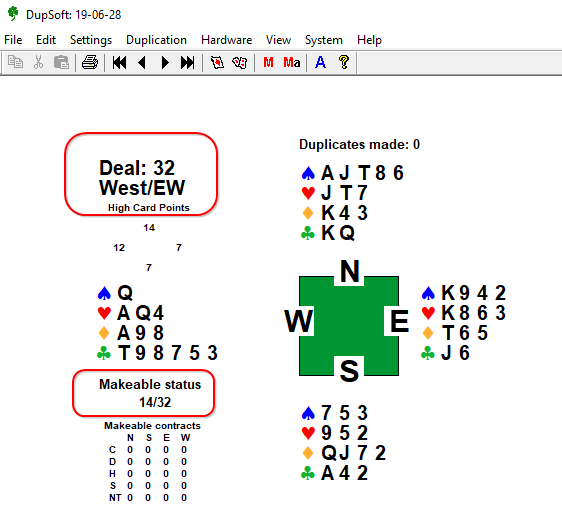 DupSoft: 19-06-28
File Edit Settings Duplication Hardware View System Help
M Ma A ?
Deal: 32
West/EW
High Card Points
14
12 7
7
Duplicates made: 0
♠ A J T 8 6
♥ J T 7
♦ K 4 3
♣ K Q
N
W E
S
♠ Q
♥ A Q 4
♦ A 9 8
♣ T 9 8 7 5 3
♠ K 9 4 2
♥ K 8 6 3
♦ T 6 5
♣ J 6
♠ 7 5 3
♥ 9 5 2
♦ Q J 7 2
♣ A 4 2
Makeable status
14/32
Makeable contracts
N S E W
C 0 0 0 0
D 0 0 0 0
H 0 0 0 0
S 0 0 0 0
NT 0 0 0 0